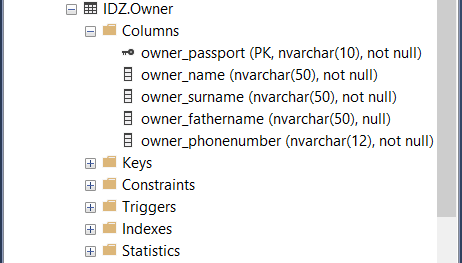 IDZ.Owner
Columns
owner_passport (PK, nvarchar(10), not null)
owner_name (nvarchar(50), not null)
owner_surname (nvarchar(50), not null)
owner_fathername (nvarchar(50), null)
owner_phonenumber (nvarchar(12), not null)
Keys
Constraints
Triggers
Indexes
Statistics